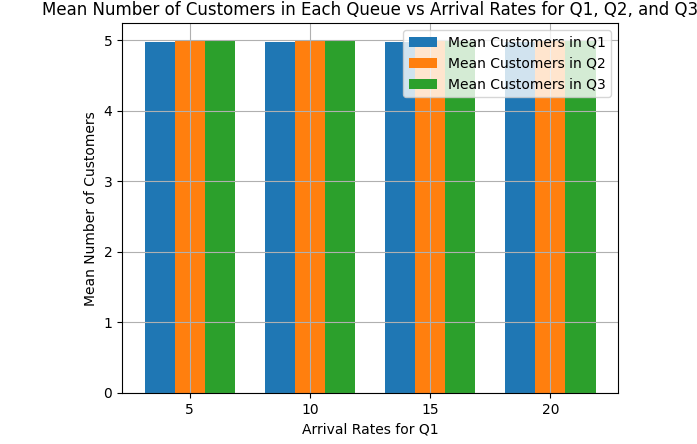 Mean Number of Customers in Each Queue vs Arrival Rates for Q1, Q2, and Q3
Mean Customers in Q1
Mean Customers in Q2
Mean Customers in Q3
Mean Number of Customers
5
4
3
2
1
0
5 10 15 20
Arrival Rates for Q1